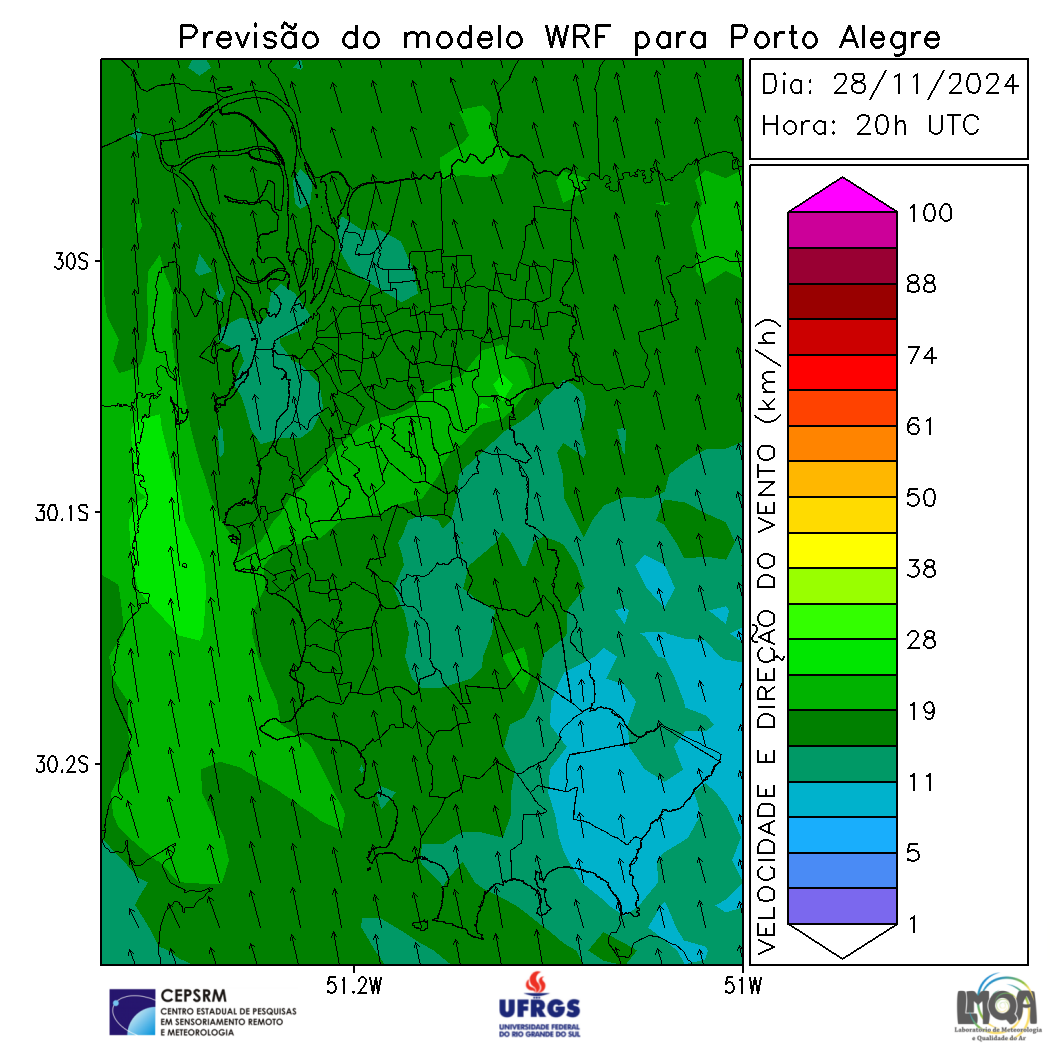 Previsão do modelo WRF para Porto Alegre
Dia: 28/11/2024
Hora: 20h UTC
30S
30.1S
30.2S
51.2W
51W
VELOCIDADE E DIREÇÃO DO VENTO (km/h)
100
88
74
61
50
38
28
19
11
5
1
CEPSRM
CENTRO ESTADUAL DE PESQUISAS
EM SENSORIAMENTO REMOTO
E METEOROLOGIA
UFRGS
UNIVERSIDADE FEDERAL
DO RIO GRANDE DO SUL
LMQA
Laboratório de Meteorologia
e Qualidade do Ar